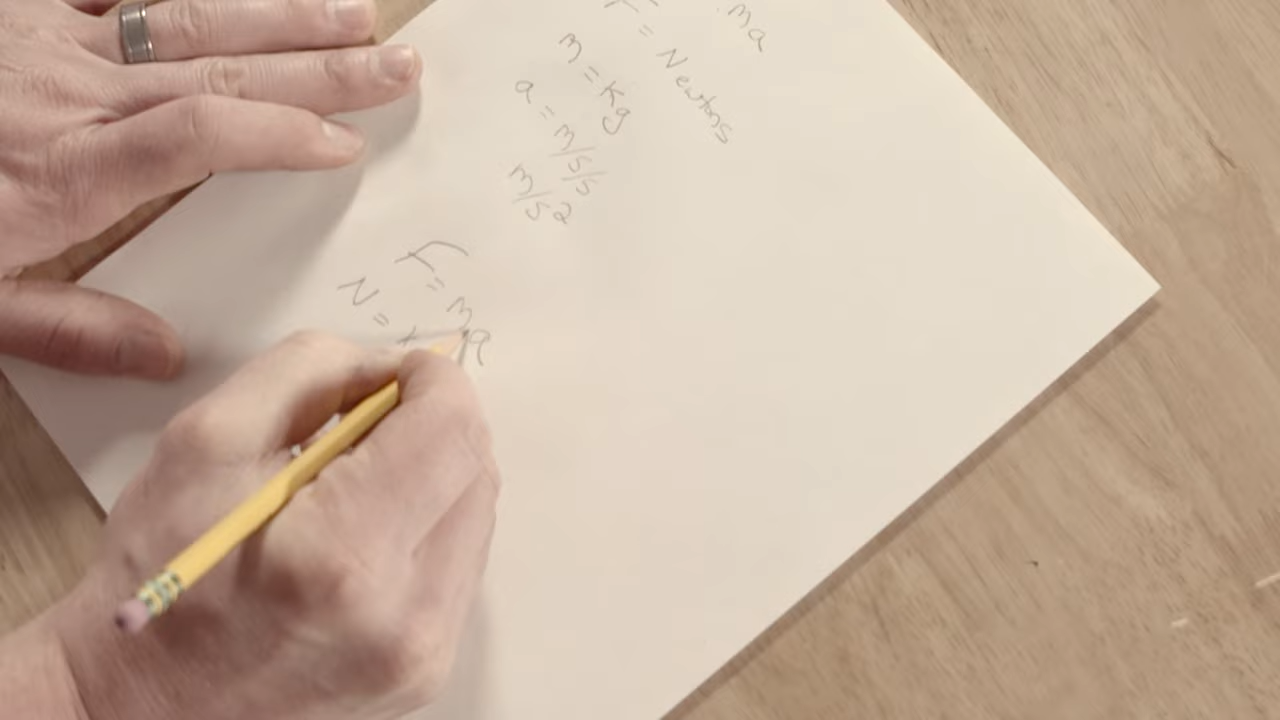 ma
F = Newtons
m = kg
a = m/s/s
m/s2
F = ma
N =